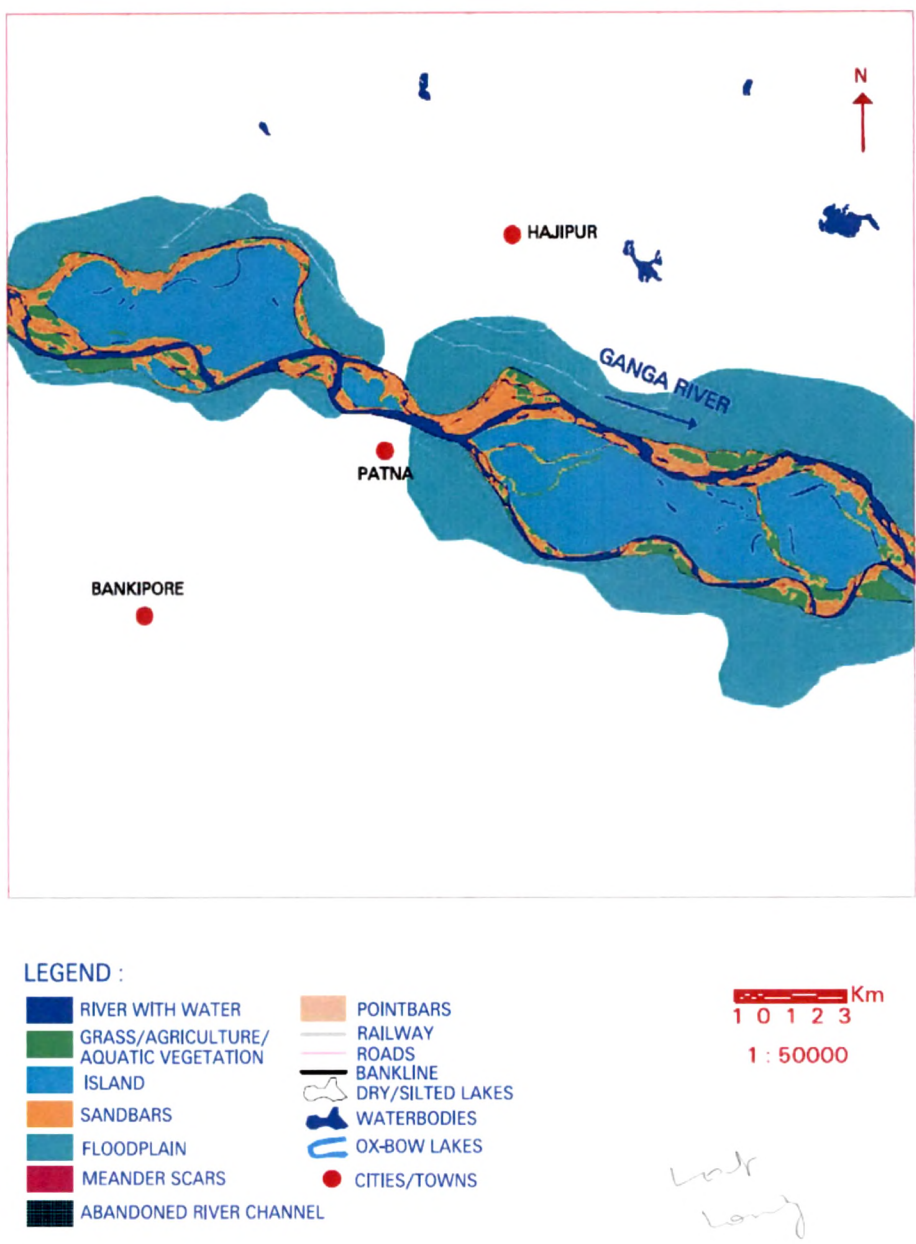 N
HAJIPUR
GANGA RIVER
PATNA
BANKIPORE
LEGEND :
RIVER WITH WATER
GRASS/AGRICULTURE/
AQUATIC VEGETATION
ISLAND
SANDBARS
FLOODPLAIN
MEANDER SCARS
ABANDONED RIVER CHANNEL
POINTBARS
RAILWAY
ROADS
BANKLINE
DRY/SILTED LAKES
WATERBODIES
OX-BOW LAKES
CITIES/TOWNS
Km
1 0 1 2 3
1 : 50000
Lat
Long